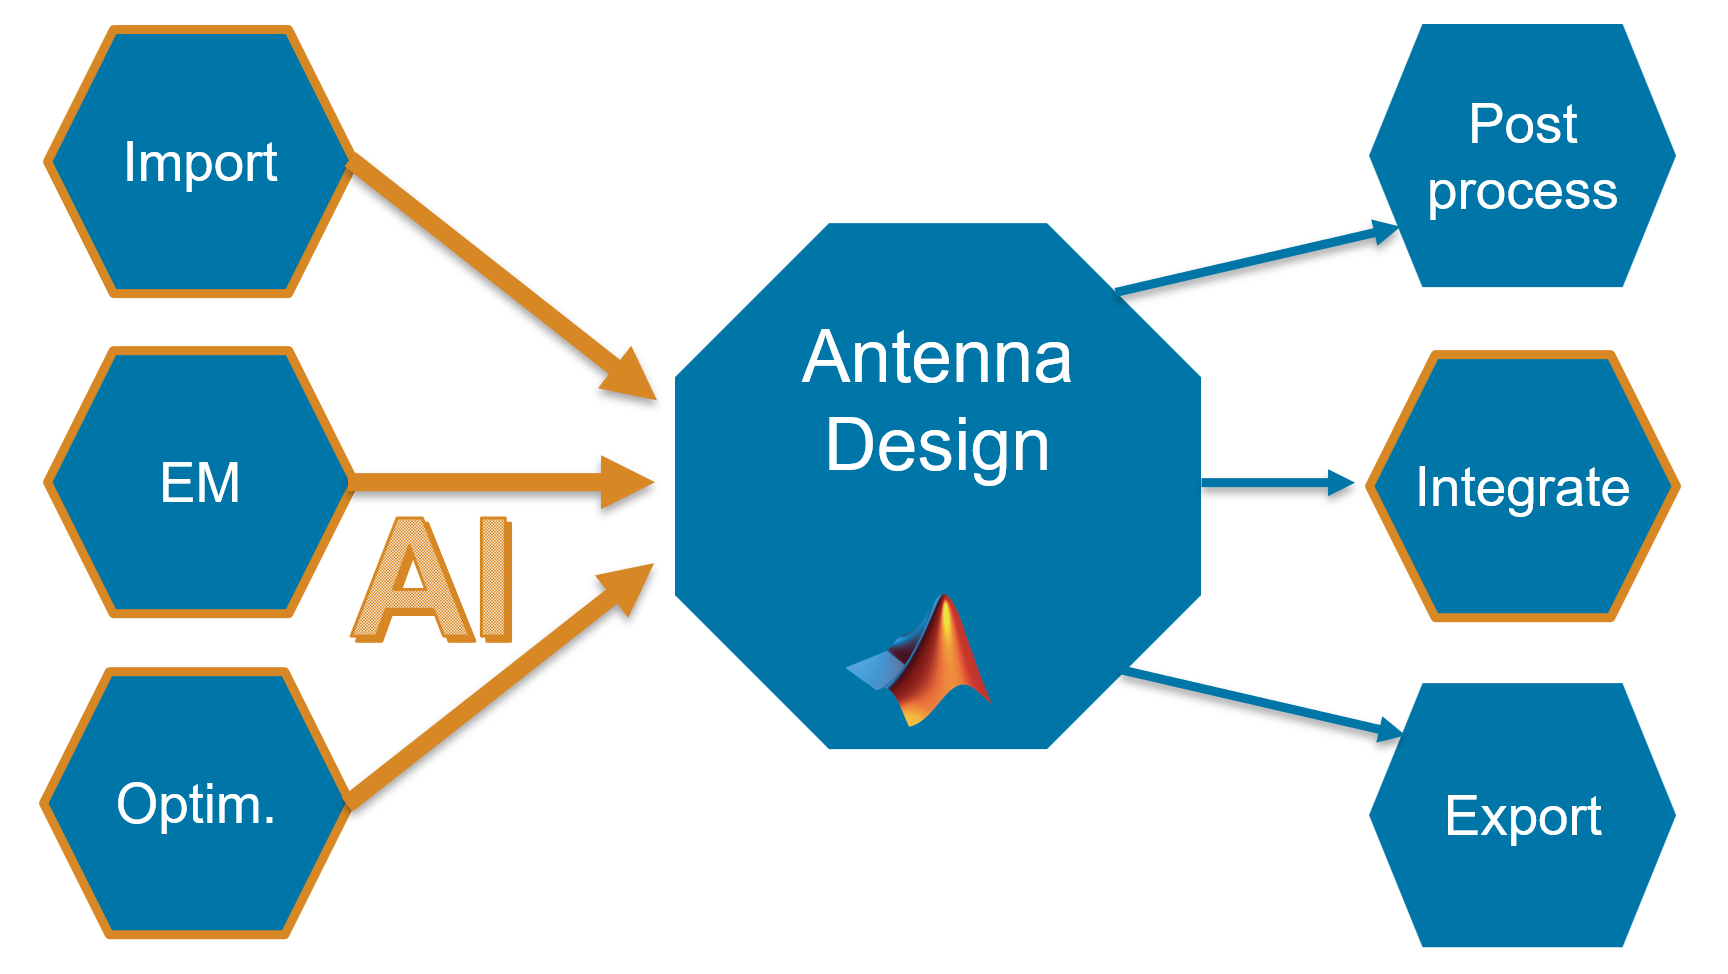 Import
EM
AI
Optim.
Antenna
Design
Post
process
Integrate
Export